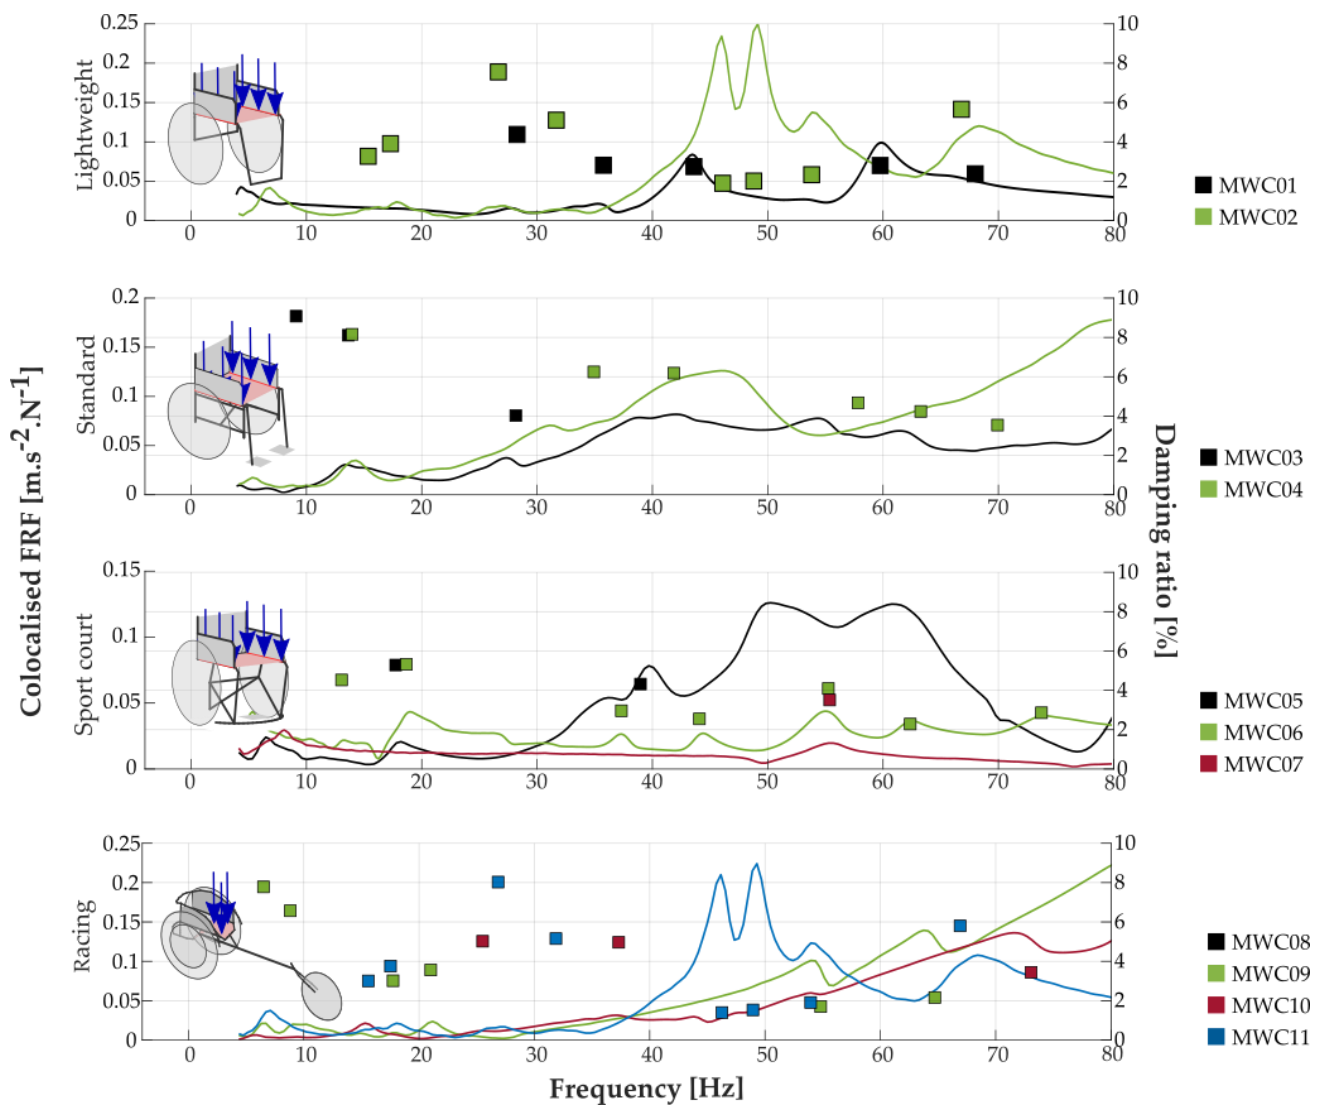 Colocalised FRF [m.s-2.N-1]
Damping ratio [%]
Lightweight
0.25
0.2
0.15
0.1
0.05
0
10
8
6
4
2
0
0 10 20 30 40 50 60 70 80
MWC01
MWC02
Standard
0.2
0.15
0.1
0.05
0
10
8
6
4
2
0
0 10 20 30 40 50 60 70 80
MWC03
MWC04
Sport court
0.15
0.1
0.05
0
10
8
6
4
2
0
0 10 20 30 40 50 60 70 80
MWC05
MWC06
MWC07
Racing
0.25
0.2
0.15
0.1
0.05
0
10
8
6
4
2
0
0 10 20 30 40 50 60 70 80
MWC08
MWC09
MWC10
MWC11
Frequency [Hz]